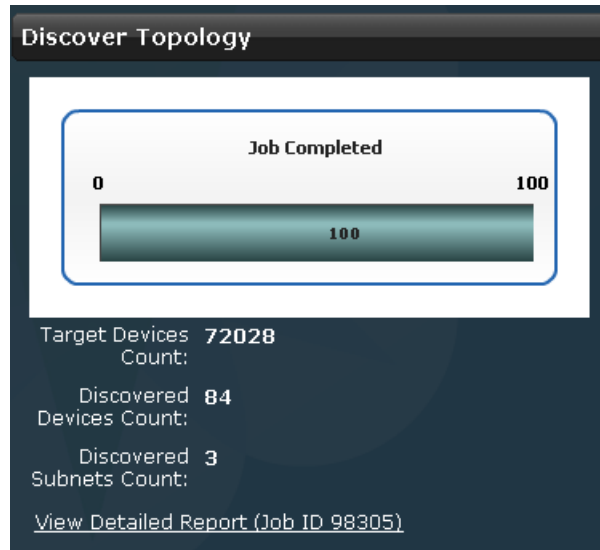 Discover Topology
Job Completed
0 100
100
Target Devices 72028
Count:
Discovered 84
Devices Count:
Discovered 3
Subnets Count:
View Detailed Report (Job ID 98305)